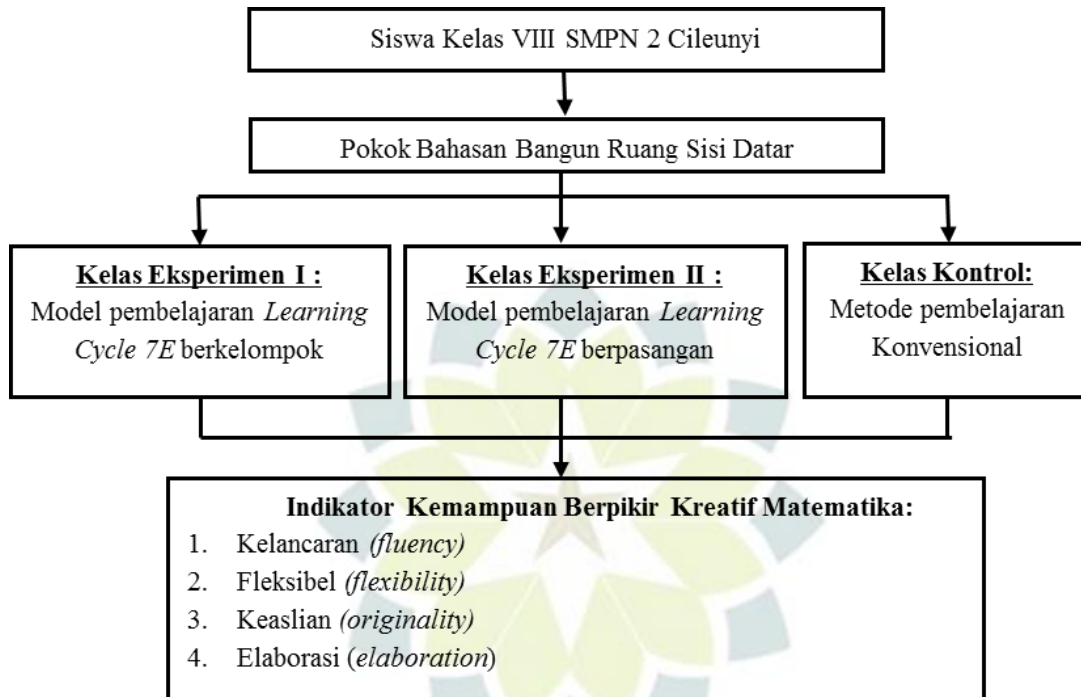 Siswa Kelas VIII SMPN 2 Cileunyi
Pokok Bahasan Bangun Ruang Sisi Datar
Kelas Eksperimen I :
Model pembelajaran Learning
Cycle 7E berkelompok
Kelas Eksperimen II :
Model pembelajaran Learning
Cycle 7E berpasangan
Kelas Kontrol:
Metode pembelajaran
Konvensional
Indikator Kemampuan Berpikir Kreatif Matematika:
1. Kelancaran (fluency)
2. Fleksibel (flexibility)
3. Keaslian (originality)
4. Elaborasi (elaboration)